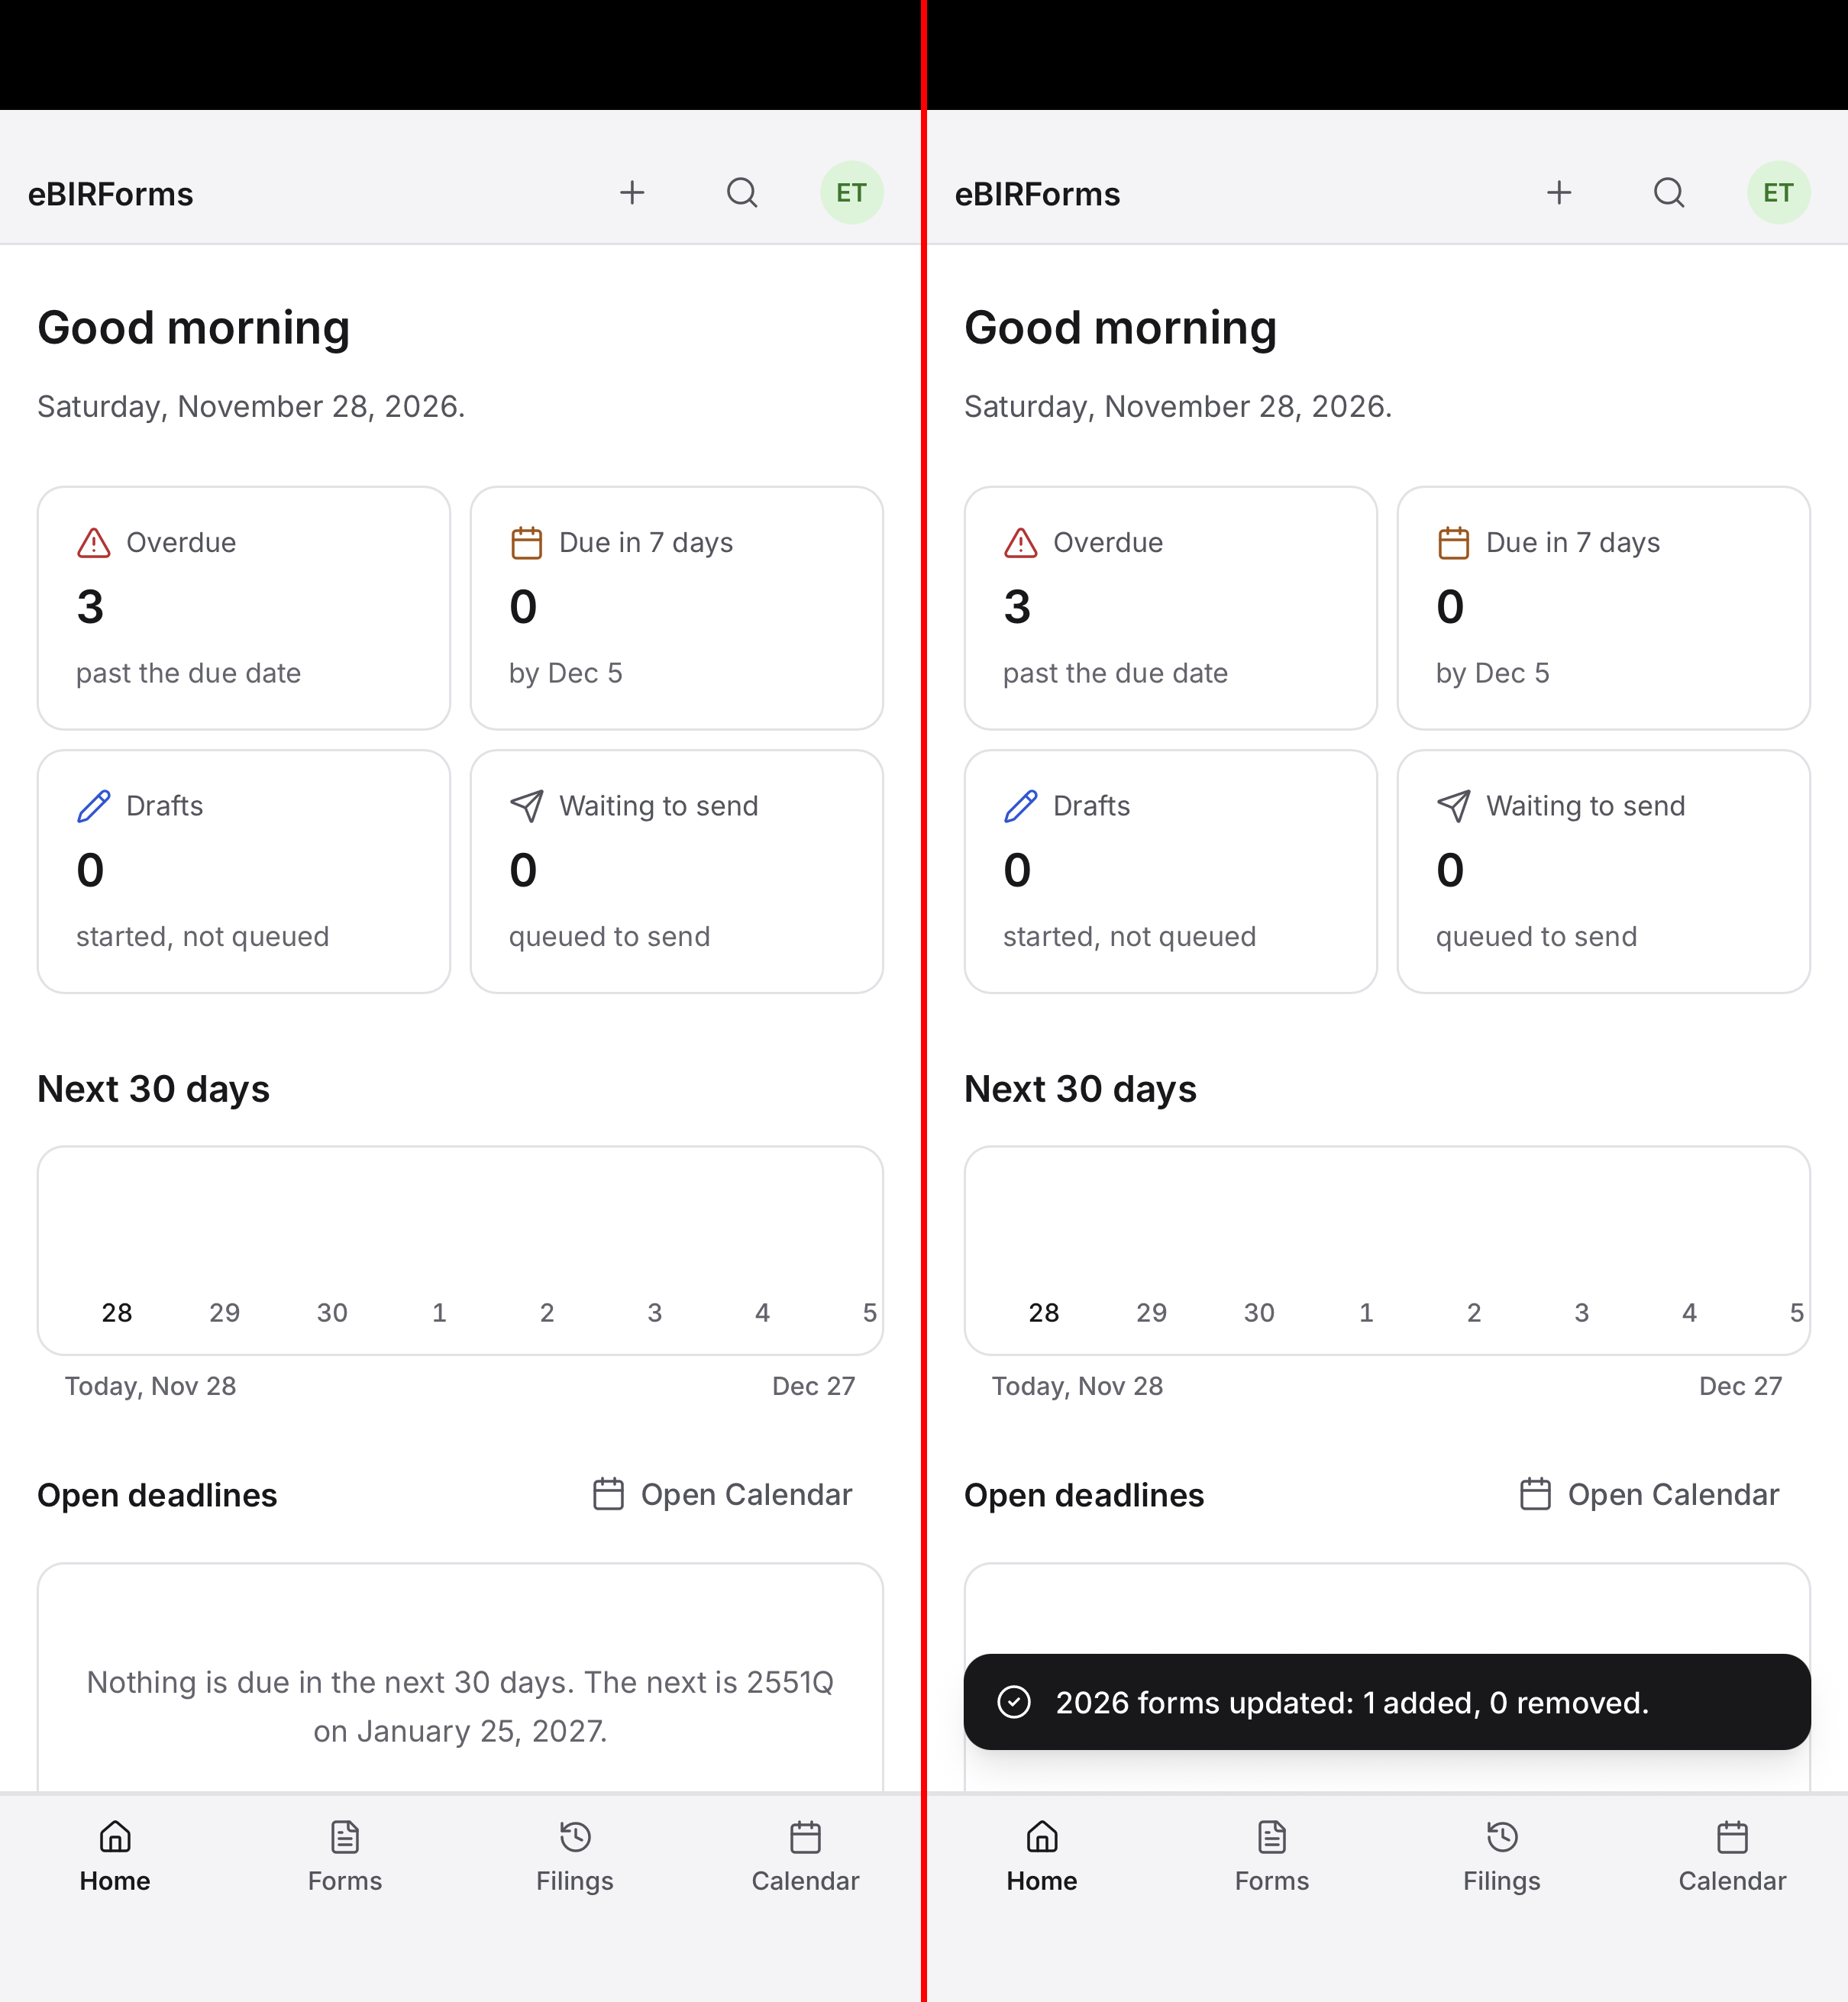 eBIRForms
ET
Good morning
Saturday, November 28, 2026.
Overdue
3
past the due date
Due in 7 days
0
by Dec 5
Drafts
0
started, not queued
Waiting to send
0
queued to send
Next 30 days
28 29 30 1 2 3 4 5
Today, Nov 28
Dec 27
Open deadlines
Open Calendar
Nothing is due in the next 30 days. The next is 2551Q
on January 25, 2027.
Home
Forms
Filings
Calendar
eBIRForms
ET
Good morning
Saturday, November 28, 2026.
Overdue
3
past the due date
Due in 7 days
0
by Dec 5
Drafts
0
started, not queued
Waiting to send
0
queued to send
Next 30 days
28 29 30 1 2 3 4 5
Today, Nov 28
Dec 27
Open deadlines
Open Calendar
2026 forms updated: 1 added, 0 removed.
Home
Forms
Filings
Calendar